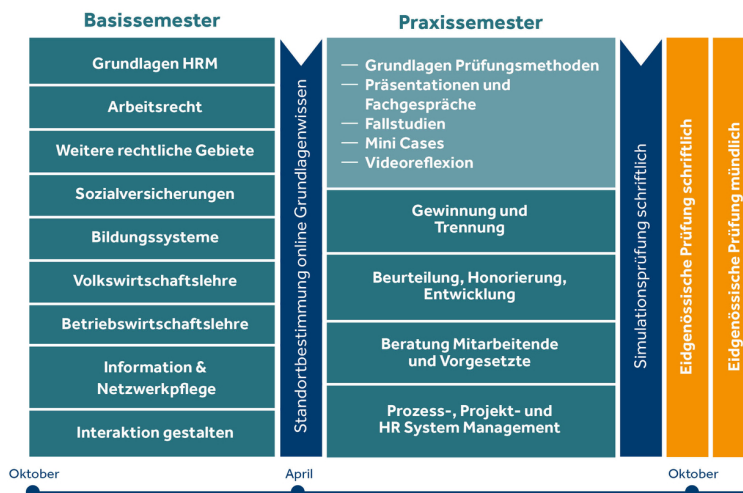 Basissemester
Grundlagen HRM
Arbeitsrecht
Weitere rechtliche Gebiete
Sozialversicherungen
Bildungssysteme
Volkswirtschaftslehre
Betriebswirtschaftslehre
Information &
Netzwerkpflege
Interaktion gestalten
Standortbestimmung online Grundlagenwissen
Praxissemester
— Grundlagen Prüfungsmethoden
— Präsentationen und
Fachgespräche
— Fallstudien
— Mini Cases
— Videoreflexion
Gewinnung und
Trennung
Beurteilung, Honorierung,
Entwicklung
Beratung Mitarbeitende
und Vorgesetzte
Prozess-, Projekt- und
HR System Management
Simulationsprüfung schriftlich
Eidgenössische Prüfung schriftlich
Eidgenössische Prüfung mündlich
Oktober
April
Oktober